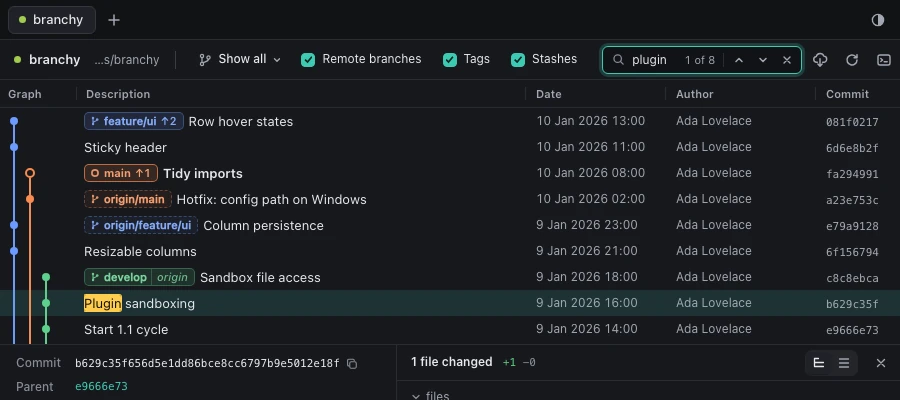 branchy
branchy ...s/branchy Show all Remote branches Tags Stashes plugin 1 of 8
Graph Description Date Author Commit
feature/ui ↑2 Row hover states 10 Jan 2026 13:00 Ada Lovelace 081f0217
Sticky header 10 Jan 2026 11:00 Ada Lovelace 6d6e8b2f
main ↑1 Tidy imports 10 Jan 2026 08:00 Ada Lovelace fa294991
origin/main Hotfix: config path on Windows 10 Jan 2026 02:00 Ada Lovelace a23e753c
origin/feature/ui Column persistence 9 Jan 2026 23:00 Ada Lovelace e79a9128
Resizable columns 9 Jan 2026 21:00 Ada Lovelace 6f156794
develop origin Sandbox file access 9 Jan 2026 18:00 Ada Lovelace c8c8ebca
Plugin sandboxing 9 Jan 2026 16:00 Ada Lovelace b629c35f
Start 1.1 cycle 9 Jan 2026 14:00 Ada Lovelace e9666e73
Commit b629c35f656d5e1dd86bce8cc6797b9e5012e18f
Parent e9666e73
1 file changed +1 −0
files